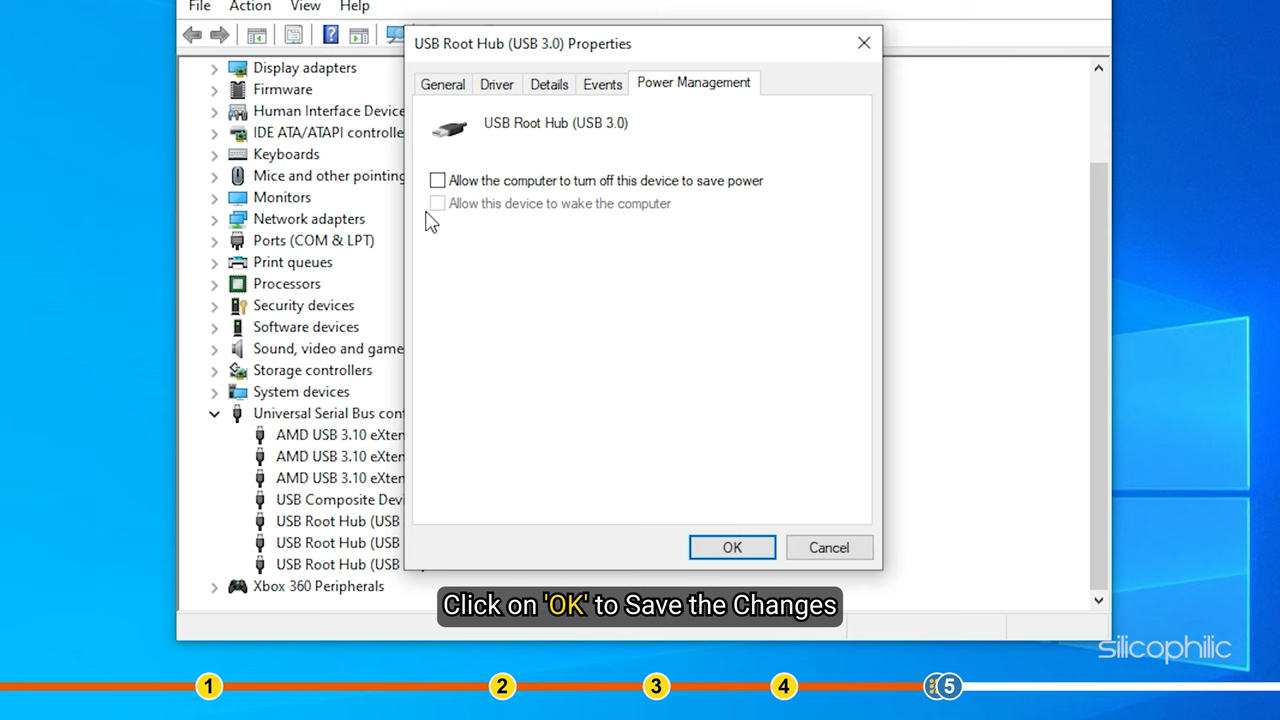 File Action View Help
USB Root Hub (USB 3.0) Properties
General Driver Details Events Power Management
USB Root Hub (USB 3.0)
Allow the computer to turn off this device to save power
Allow this device to wake the computer
OK Cancel
Display adapters
Firmware
Human Interface Device
IDE ATA/ATAPI controlle
Keyboards
Mice and other pointing
Monitors
Network adapters
Ports (COM & LPT)
Print queues
Processors
Security devices
Software devices
Sound, video and game
Storage controllers
System devices
Universal Serial Bus con
AMD USB 3.10 eXten
AMD USB 3.10 eXten
AMD USB 3.10 eXten
USB Composite Devi
USB Root Hub (USB
USB Root Hub (USB
USB Root Hub (USB
Xbox 360 Peripherals
Click on 'OK' to Save the Changes
silicophilic
1 2 3 4 5